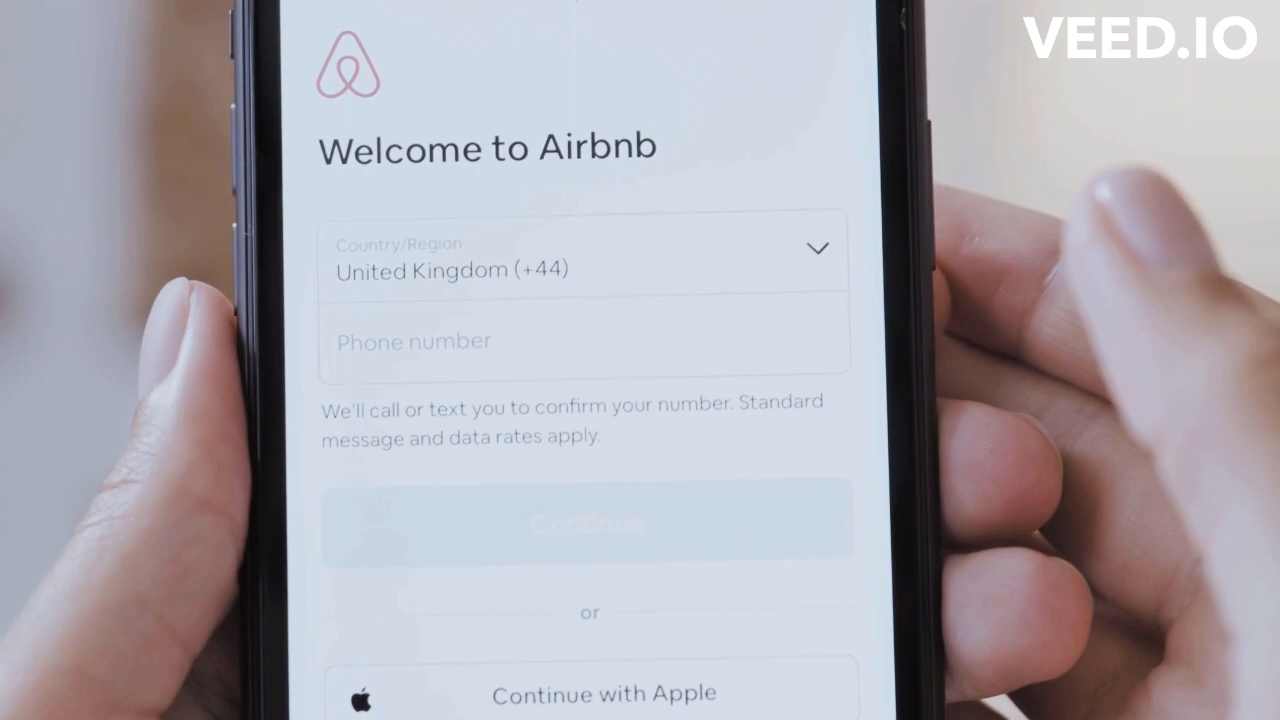 VEED.IO
Welcome to Airbnb
Country/Region
United Kingdom (+44)
Phone number
We'll call or text you to confirm your number. Standard
message and data rates apply.
Continue
or
Continue with Apple